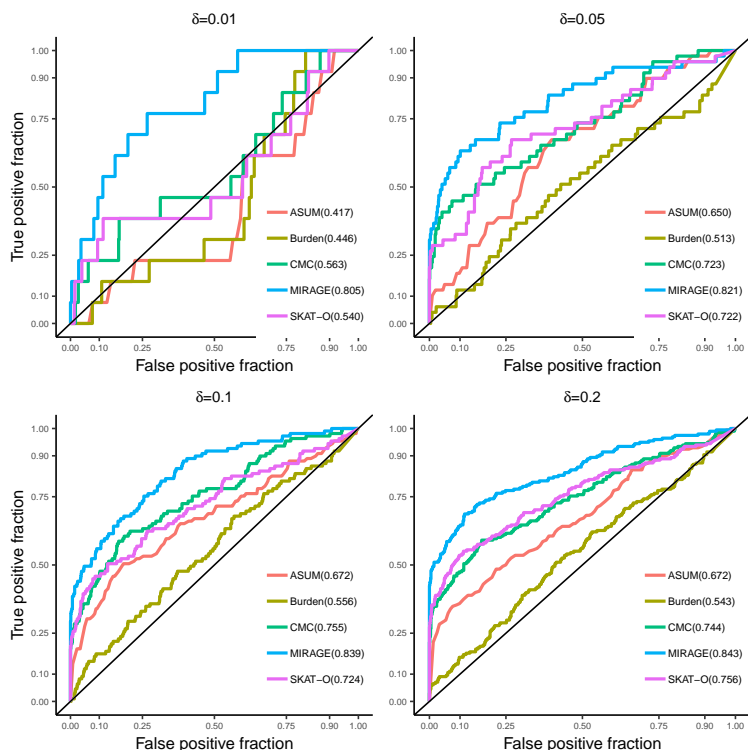 δ=0.01
True positive fraction
1.00
0.90
0.75
0.50
0.25
0.10
0.00
ASUM(0.417)
Burden(0.446)
CMC(0.563)
MIRAGE(0.805)
SKAT-O(0.540)
0.00 0.10 0.25 0.50 0.75 0.90 1.00
False positive fraction
δ=0.05
True positive fraction
1.00
0.90
0.75
0.50
0.25
0.10
0.00
ASUM(0.650)
Burden(0.513)
CMC(0.723)
MIRAGE(0.821)
SKAT-O(0.722)
0.00 0.10 0.25 0.50 0.75 0.90 1.00
False positive fraction
δ=0.1
True positive fraction
1.00
0.90
0.75
0.50
0.25
0.10
0.00
ASUM(0.672)
Burden(0.556)
CMC(0.755)
MIRAGE(0.839)
SKAT-O(0.724)
0.00 0.10 0.25 0.50 0.75 0.90 1.00
False positive fraction
δ=0.2
True positive fraction
1.00
0.90
0.75
0.50
0.25
0.10
0.00
ASUM(0.672)
Burden(0.543)
CMC(0.744)
MIRAGE(0.843)
SKAT-O(0.756)
0.00 0.10 0.25 0.50 0.75 0.90 1.00
False positive fraction